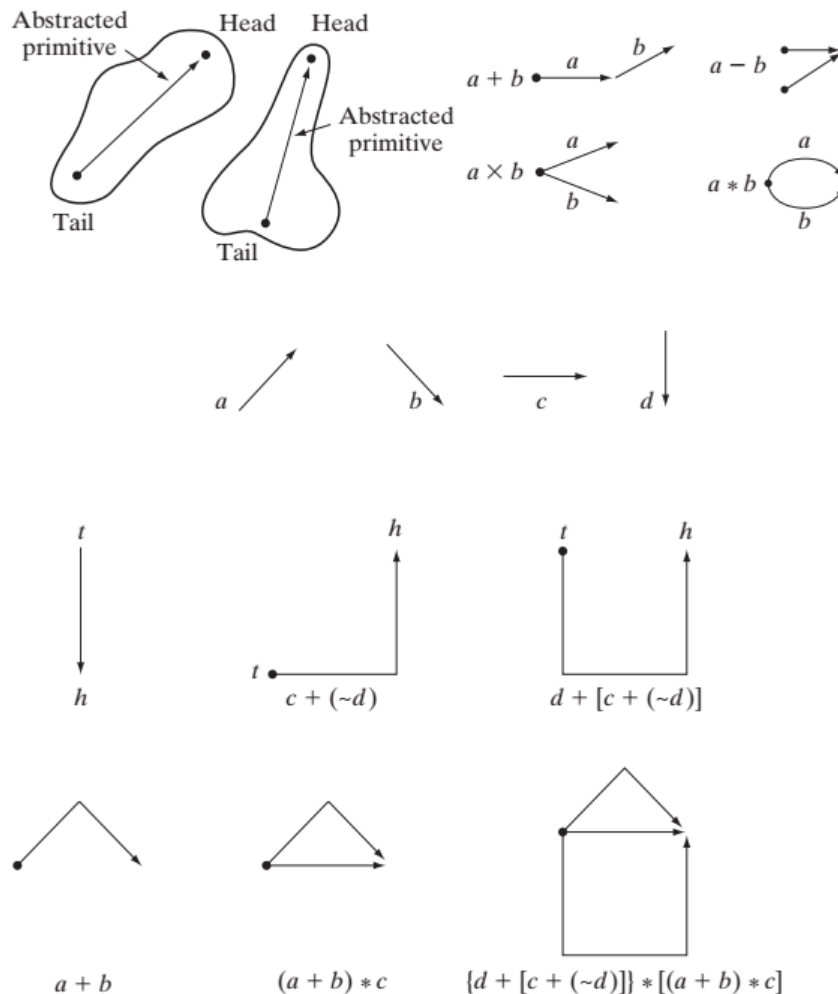 Abstracted
primitive
Head
Head
Abstracted
primitive
Tail
Tail
a + b
a
b
a − b
a × b
a
b
a ∗ b
a
b
a
b
c
d
t
h
t
h
c + (~d)
t
h
d + [c + (~d)]
a + b
(a + b) ∗ c
{d + [c + (~d)]} ∗ [(a + b) ∗ c]